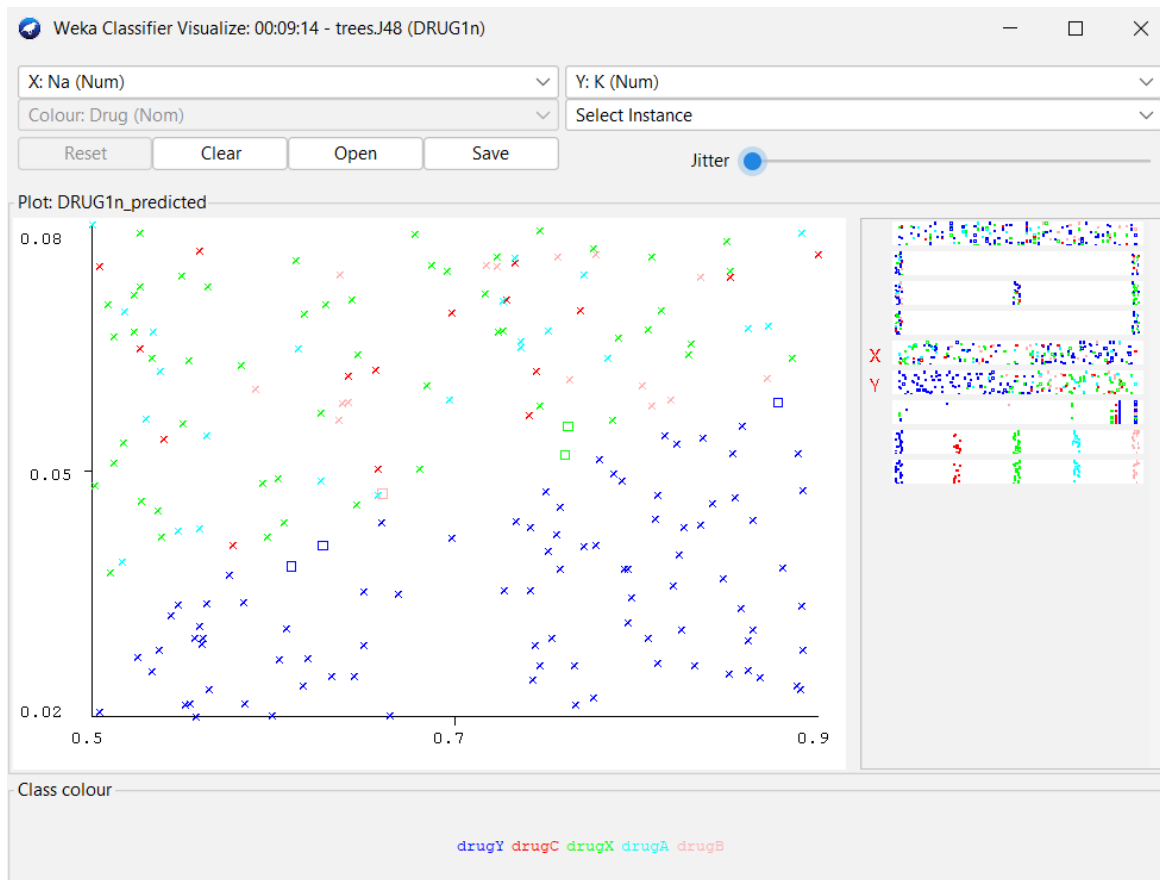 Weka Classifier Visualize: 00:09:14 - trees.J48 (DRUG1n)
X: Na (Num) Y: K (Num)
Colour: Drug (Nom) Select Instance
Reset Clear Open Save Jitter
Plot: DRUG1n_predicted
0.08
X
Y
0.05
0.02
0.5 0.7 0.9
Class colour
drugY drugC drugX drugA drugB